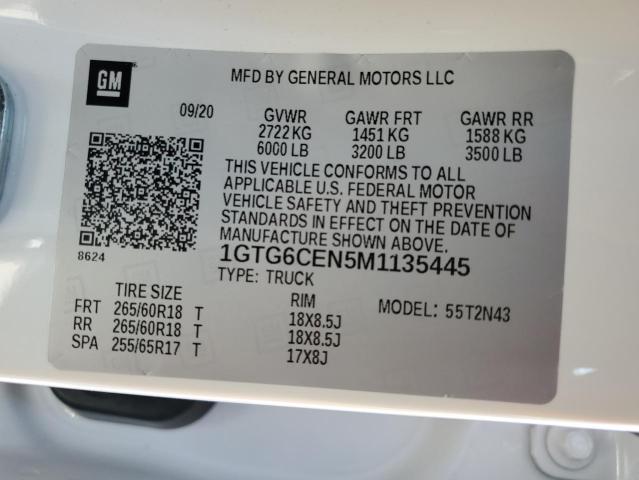 GM
MFD BY GENERAL MOTORS LLC
09/20 GVWR GAWR FRT GAWR RR
2722 KG 1451 KG 1588 KG
6000 LB 3200 LB 3500 LB
THIS VEHICLE CONFORMS TO ALL
APPLICABLE U.S. FEDERAL MOTOR
VEHICLE SAFETY AND THEFT PREVENTION
STANDARDS IN EFFECT ON THE DATE OF
MANUFACTURE SHOWN ABOVE.
8624 1GTG6CEN5M1135445
TYPE: TRUCK
TIRE SIZE RIM MODEL: 55T2N43
FRT 265/60R18 T 18X8.5J
RR 265/60R18 T 18X8.5J
SPA 255/65R17 T 17X8J